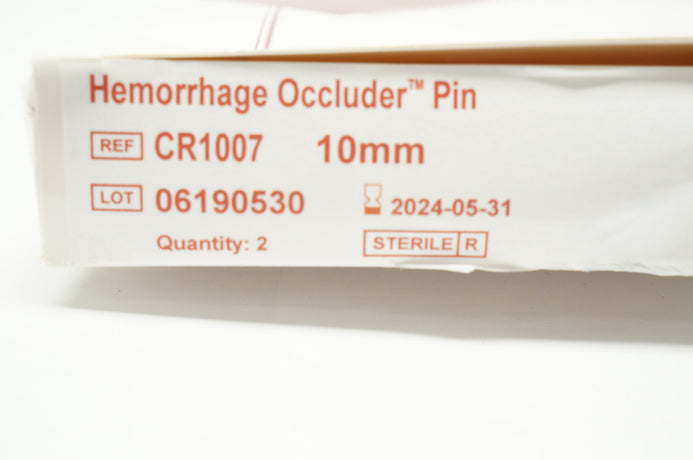 Hemorrhage Occluder™ Pin
REF CR1007 10mm
LOT 06190530 2024-05-31
Quantity: 2 STERILE R